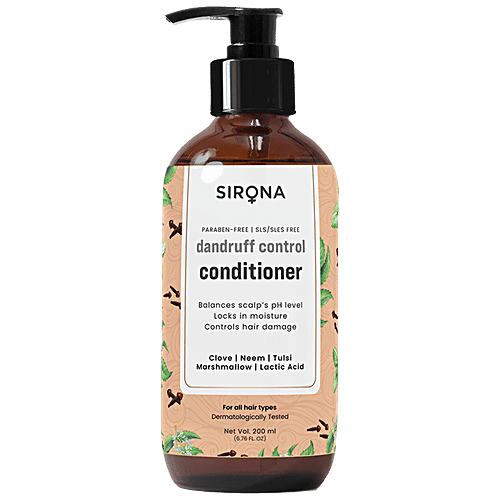 SIRONA
PARABEN-FREE | SLS/SLES FREE
dandruff control
conditioner
Balances scalp's pH level
Locks in moisture
Controls hair damage
Clove | Neem | Tulsi
Marshmallow | Lactic Acid
For all hair types
Dermatologically Tested
Net Vol. 200 ml
(6.76 FL. OZ)